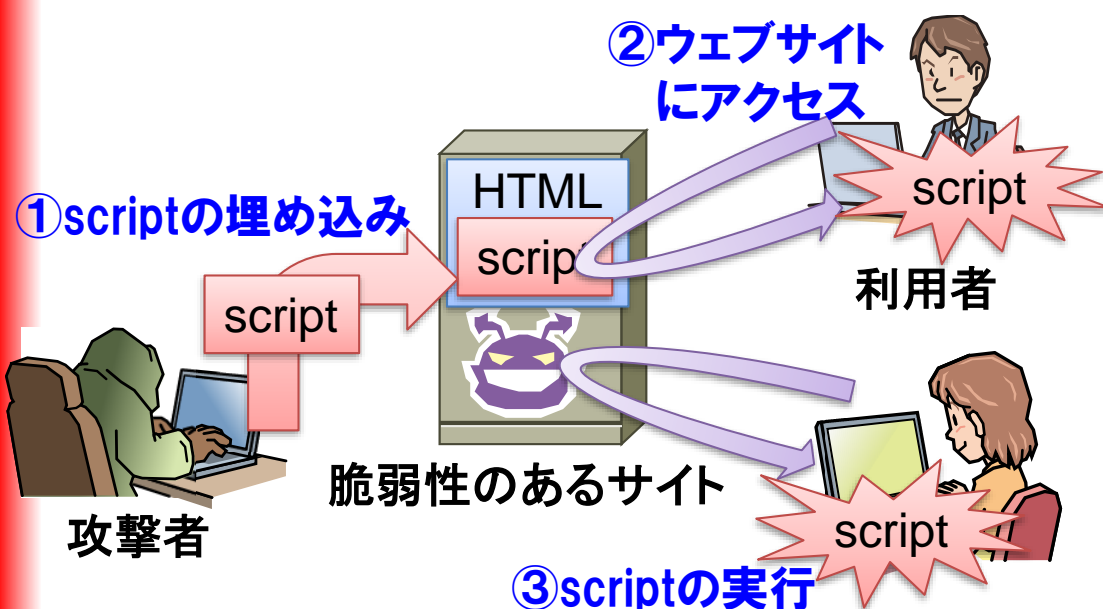 ②ウェブサイト
にアクセス
①scriptの埋め込み
HTML
script
script
script
利用者
攻撃者
脆弱性のあるサイト
script
③scriptの実行